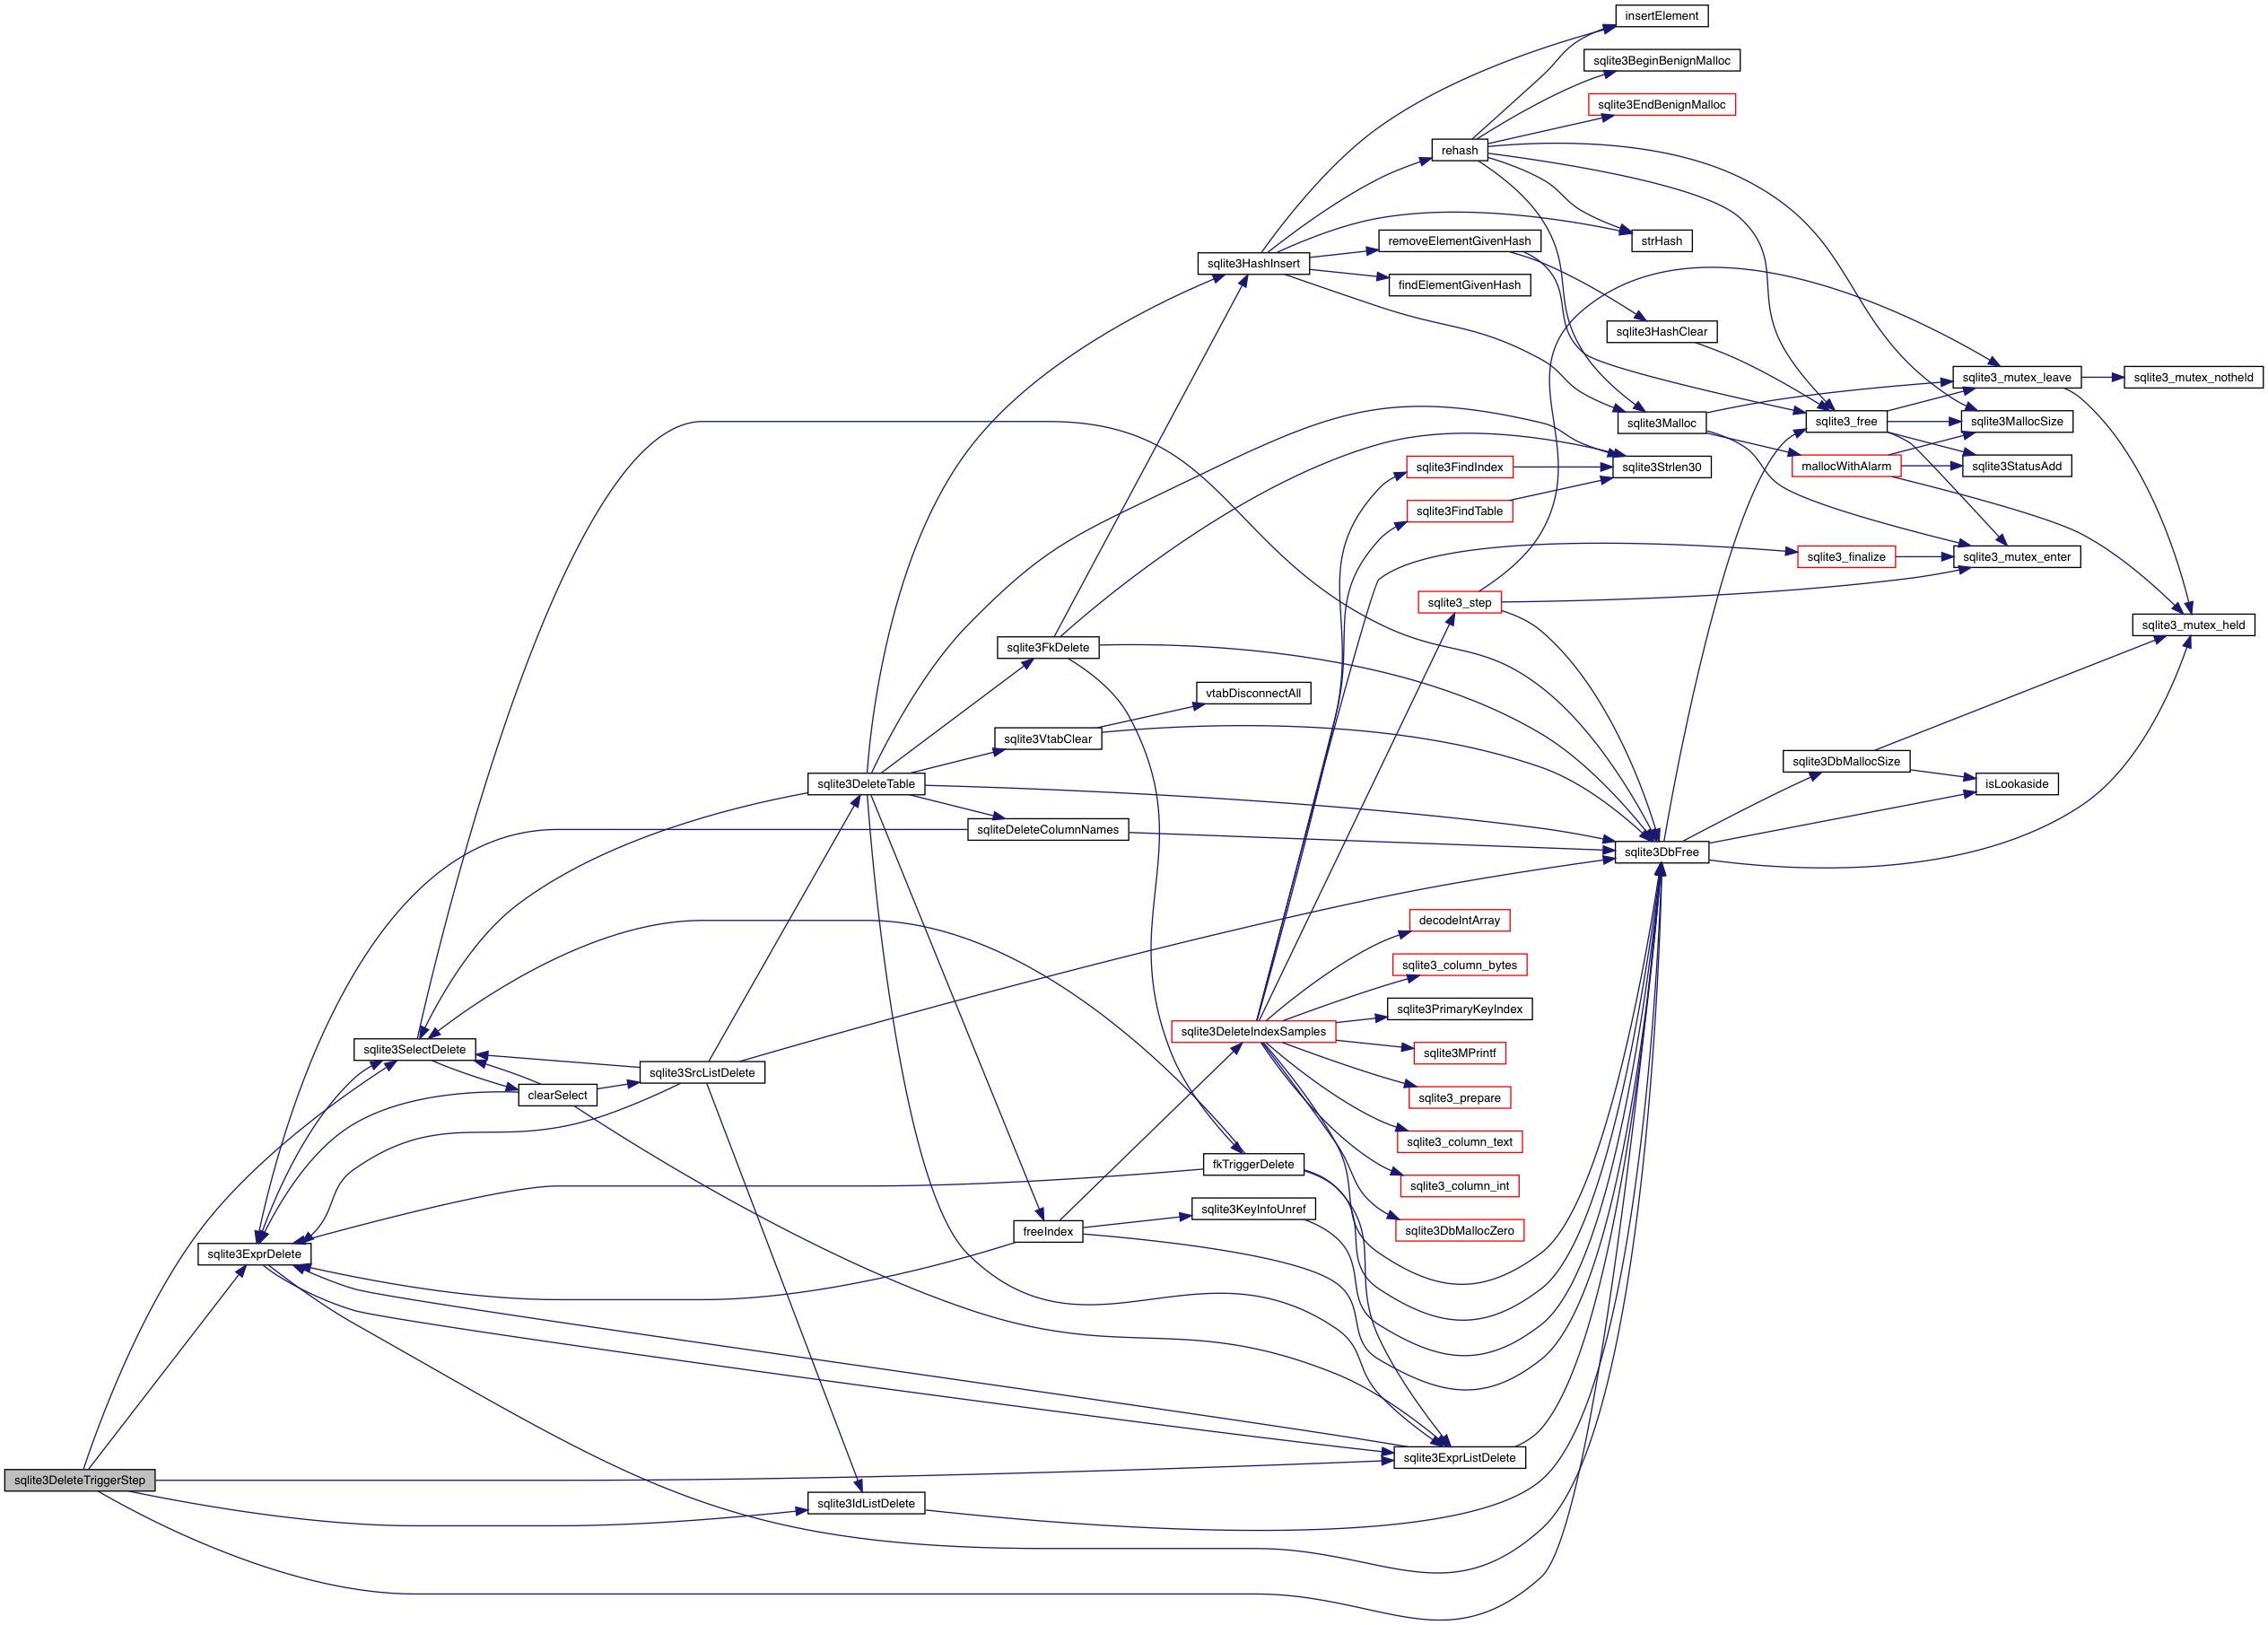 insertElement
sqlite3BeginBenignMalloc
sqlite3EndBenignMalloc
rehash
removeElementGivenHash
strHash
sqlite3HashInsert
findElementGivenHash
sqlite3HashClear
sqlite3_mutex_leave
sqlite3_mutex_notheld
sqlite3Malloc
sqlite3_free
sqlite3MallocSize
sqlite3FindIndex
sqlite3Strlen30
mallocWithAlarm
sqlite3StatusAdd
sqlite3FindTable
sqlite3_finalize
sqlite3_mutex_enter
sqlite3_step
sqlite3_mutex_held
sqlite3FkDelete
vtabDisconnectAll
sqlite3VtabClear
sqlite3DbMallocSize
sqlite3DeleteTable
isLookaside
sqliteDeleteColumnNames
sqlite3DbFree
decodeIntArray
sqlite3_column_bytes
sqlite3PrimaryKeyIndex
sqlite3DeleteIndexSamples
sqlite3SelectDelete
sqlite3MPrintf
sqlite3SrcListDelete
clearSelect
sqlite3_prepare
sqlite3_column_text
fkTriggerDelete
sqlite3_column_int
sqlite3KeyInfoUnref
freeIndex
sqlite3DbMallocZero
sqlite3ExprDelete
sqlite3ExprListDelete
sqlite3DeleteTriggerStep
sqlite3IdListDelete